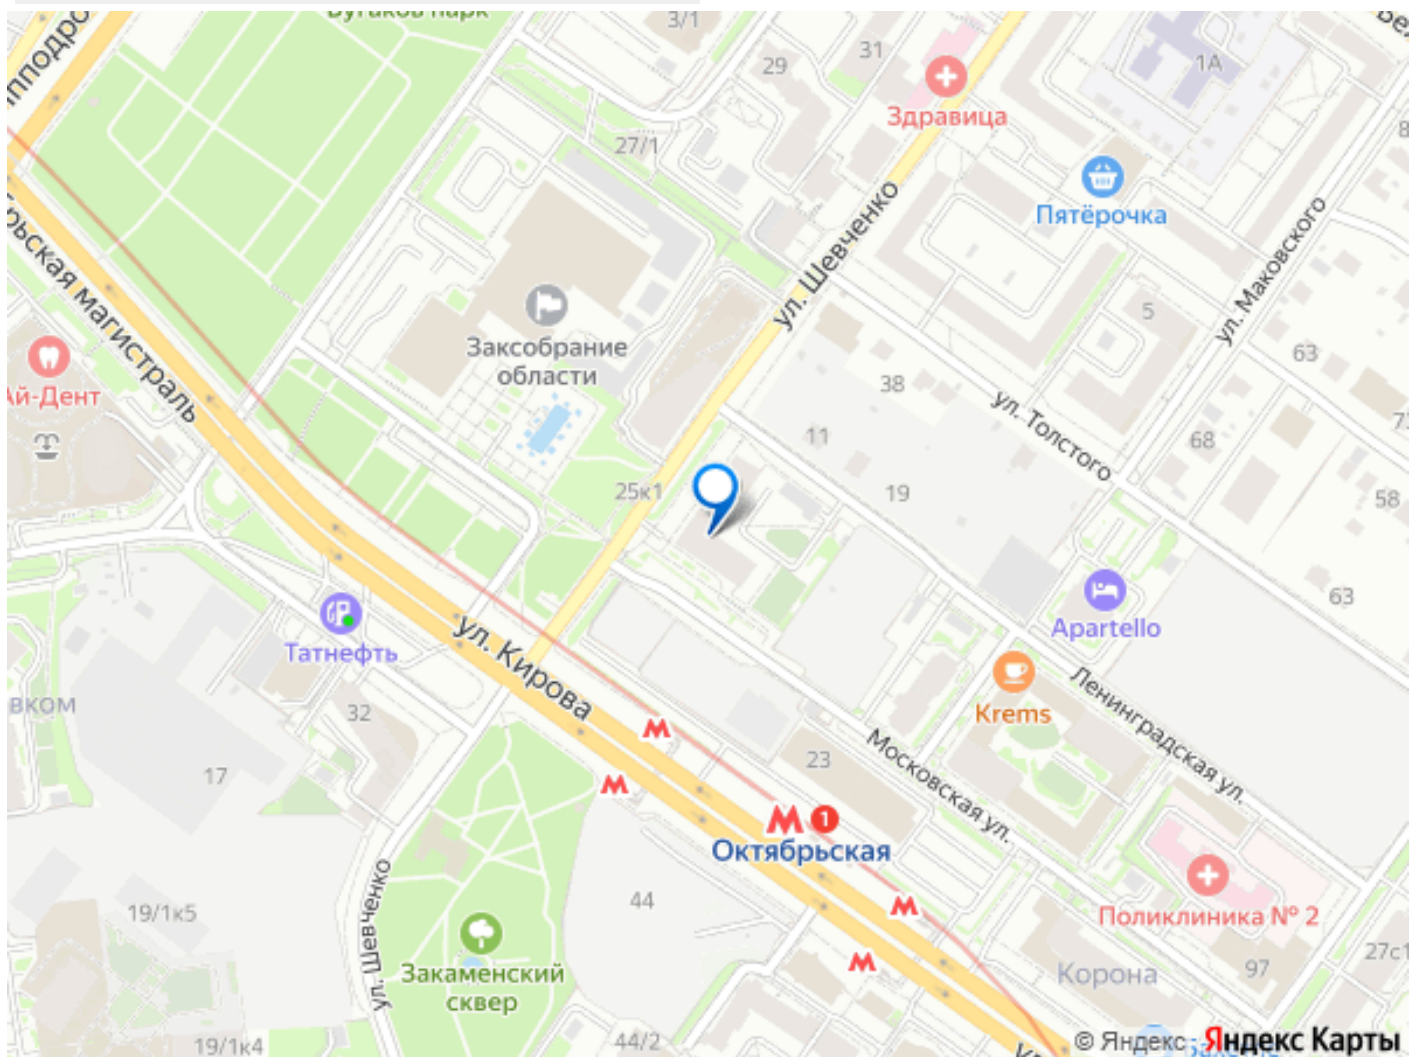 Бугаков парк
3/1
31
29
1А
Здравица
27/1
Пятёрочка
ул. Шевченко
ул. Маковского
5
63
Заксобрание
области
магистраль
Ай-Дент
38
ул. Толстого
11
68
25к1
19
58
63
Apartello
Татнефть
ул. Кирова
Krems
Ленинградская ул.
32
23
Московская ул.
17
М
М
М 1
Октябрьская
44
М
Поликлиника № 2
19/1к5
ул. Шевченко
Закаменский
сквер
М
Корона
97
27с1
19/1к4
44/2
© Яндекс Яндекс Карты